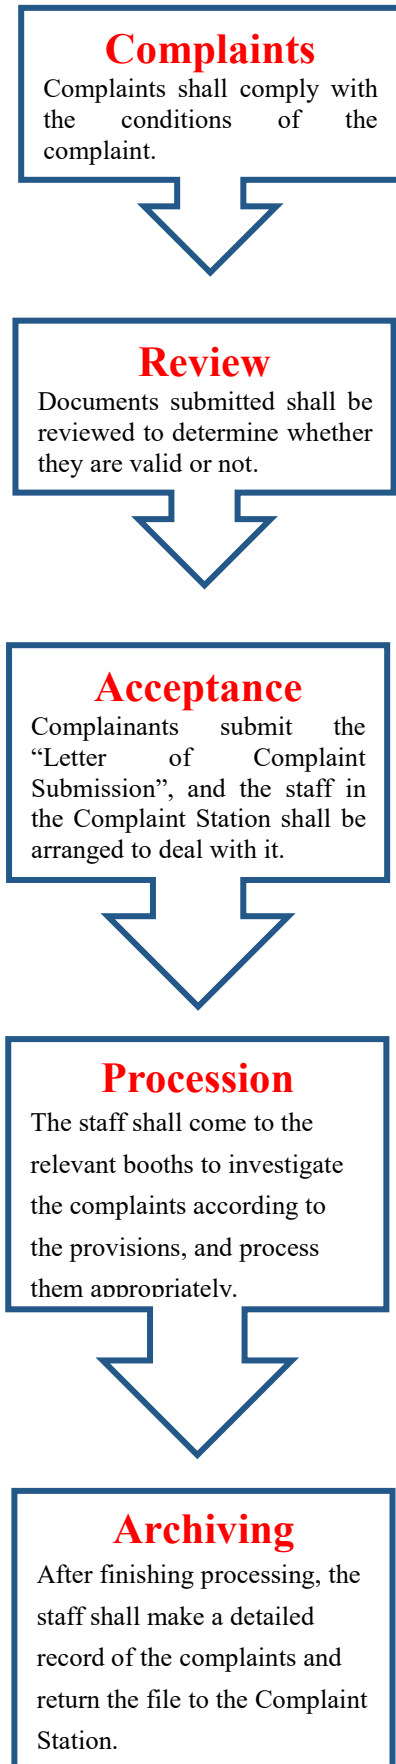 Complaints
Complaints shall comply with
the conditions of the
complaint.
Review
Documents submitted shall be
reviewed to determine whether
they are valid or not.
Acceptance
Complainants submit the
“Letter of Complaint
Submission”, and the staff in
the Complaint Station shall be
arranged to deal with it.
Procession
The staff shall come to the
relevant booths to investigate
the complaints according to
the provisions, and process
them appropriately.
Archiving
After finishing processing, the
staff shall make a detailed
record of the complaints and
return the file to the Complaint
Station.